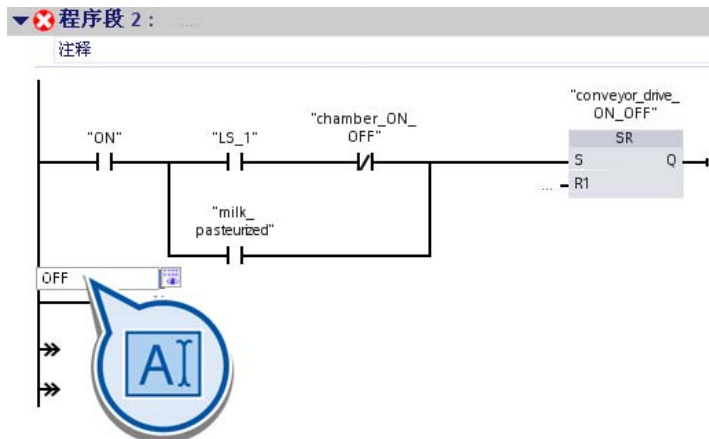 程序段 2：  ......
注释
"conveyor_drive_
ON_OFF"
"chamber_ON_
OFF"
"ON"
"LS_1"
SR
S
Q
...
R1
"milk_
pasteurized"
OFF
AI